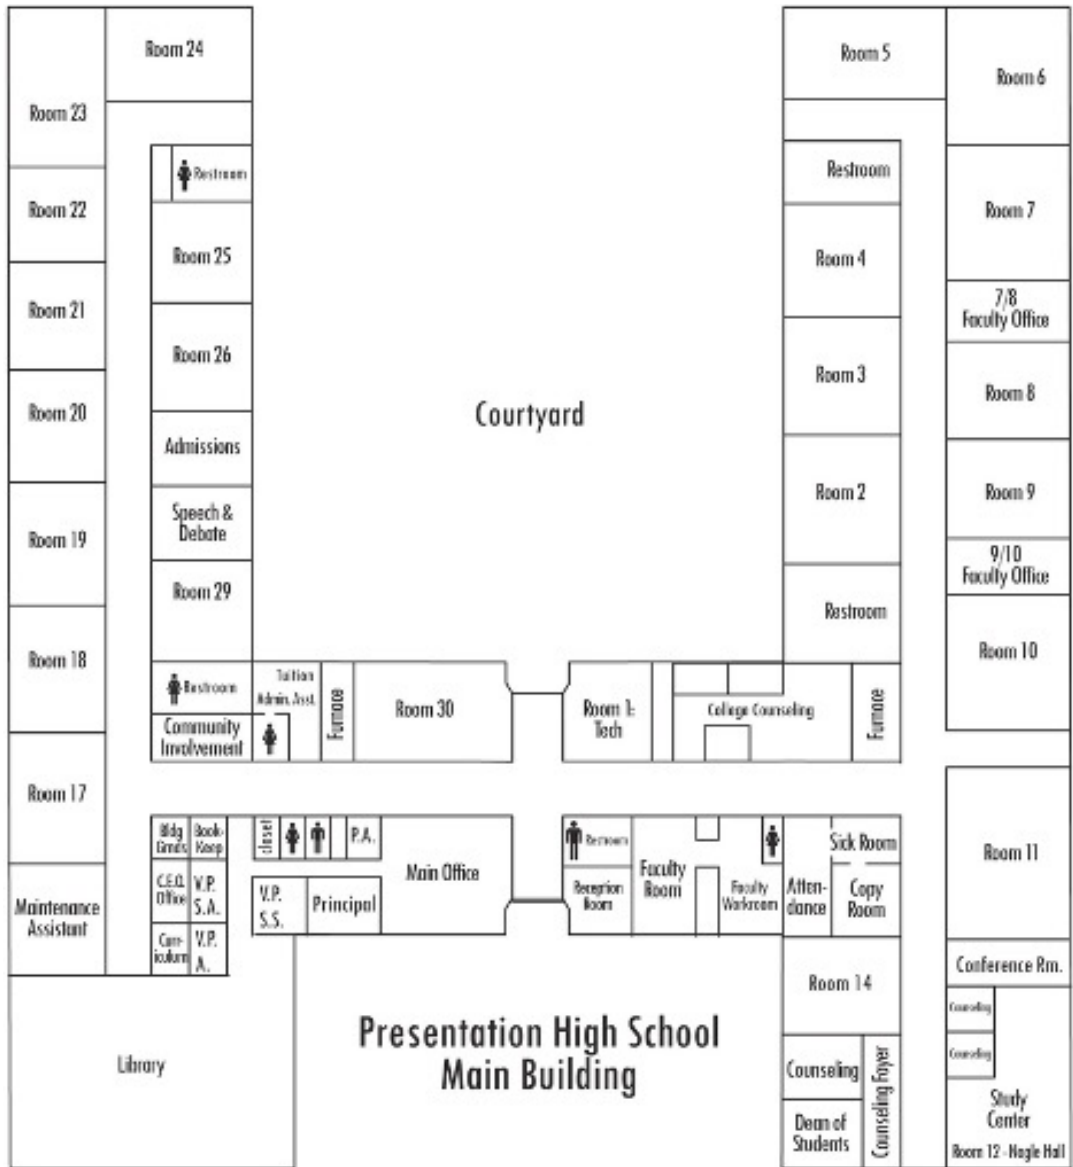 Room 24
Room 5
Room 6
Room 23
Restroom
Restroom
Room 22
Room 7
Room 25
Room 4
7/8
Faculty Office
Room 21
Room 26
Room 3
Room 8
Room 20
Courtyard
Admissions
Room 2
Room 9
Speech &
Debate
Room 19
9/10
Faculty Office
Room 29
Restroom
Room 18
Room 10
Restroom
Tuition
Admin. Asst.
Furnace
Room 30
Room 1:
Tech
College Counseling
Furnace
Community
Involvement
Room 17
Bldg
Grnds
Book-
Keep
closet
P.A.
Main Office
Restroom
Faculty
Room
Sick Room
Room 11
C.E.O.
Office
V.P.
S.A.
V.P.
S.S.
Principal
Reception
Room
Faculty
Workroom
Atten-
dance
Copy
Room
Maintenance
Assistant
Curr-
iculum
V.P.
A.
Conference Rm.
Room 14
Counseling
Counseling
Presentation High School
Main Building
Library
Counseling
Counseling Foyer
Dean of
Students
Study
Center
Room 12 - Nagle Hall